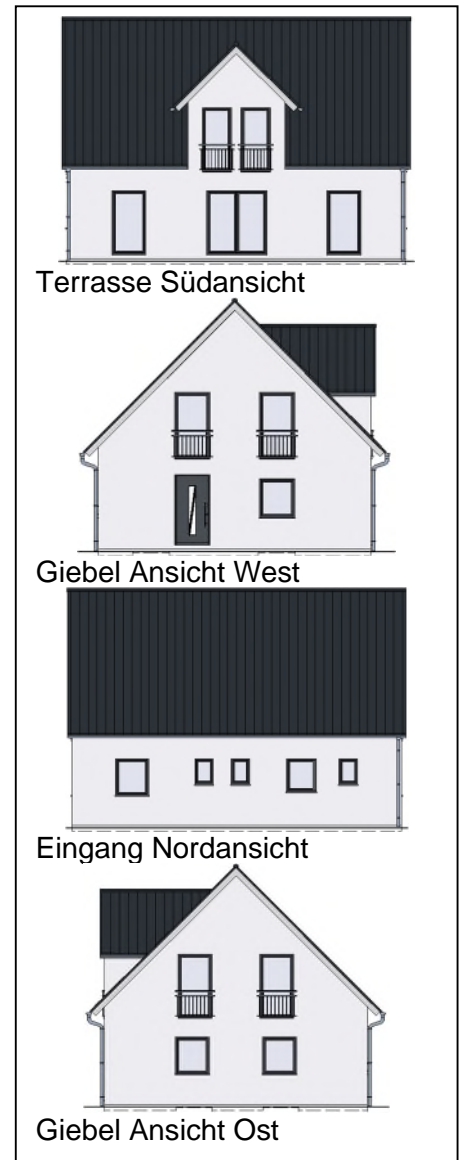 Terrasse Südansicht
Giebel Ansicht West
Eingang Nordansicht
Giebel Ansicht Ost